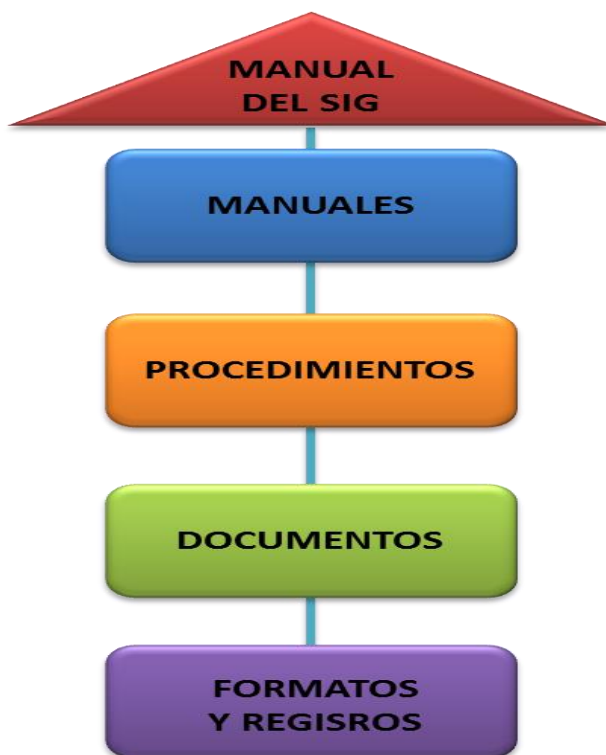 MANUAL
DEL SIG
MANUALES
PROCEDIMIENTOS
DOCUMENTOS
FORMATOS
Y REGISROS